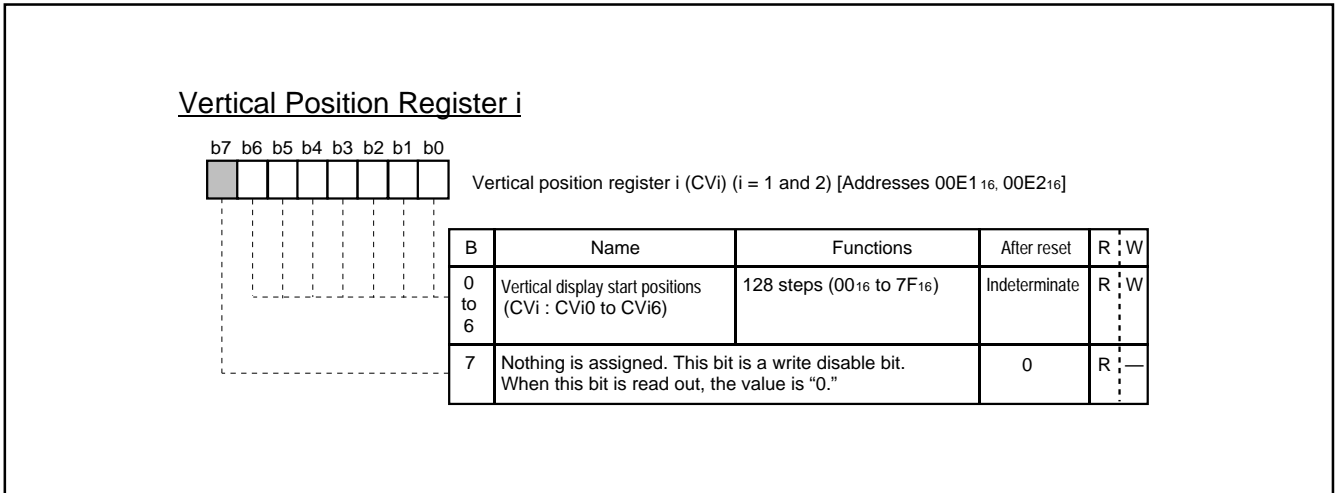 Vertical Position Register i
b7 b6 b5 b4 b3 b2 b1 b0
Vertical position register i (CVi) (i = 1 and 2) [Addresses 00E1 16, 00E216]
B Name Functions After reset R W
0 to 6 Vertical display start positions (CVi : CVi0 to CVi6) 128 steps (0016 to 7F16) Indeterminate R W
7 Nothing is assigned. This bit is a write disable bit. 0 R —
When this bit is read out, the value is “0.”